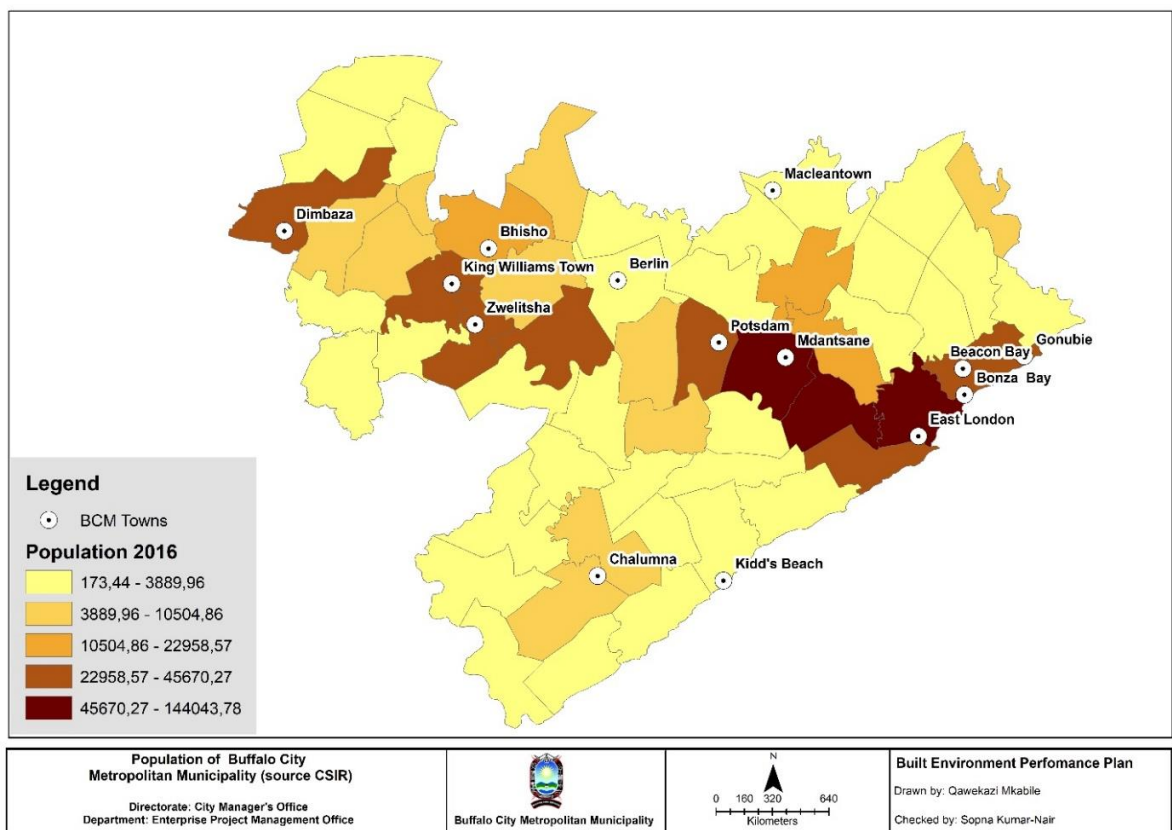 Macleantown
Dimbaza
Bhisho
King Williams Town
Berlin
Zwelitsha
Potsdam
Mdantsane
Gonubie
Beacon Bay
Bonza Bay
East London
Chalumna
Kidd's Beach
Legend
BCM Towns
Population 2016
173,44 - 3889,96
3889,96 - 10504,86
10504,86 - 22958,57
22958,57 - 45670,27
45670,27 - 144043,78
Population of Buffalo City
Metropolitan Municipality (source CSIR)
Directorate: City Manager's Office
Department: Enterprise Project Management Office
Buffalo City Metropolitan Municipality
N
0 160 320 640
Kilometers
Built Environment Perfomance Plan
Drawn by: Qawekazi Mkabile
Checked by: Sopna Kumar-Nair